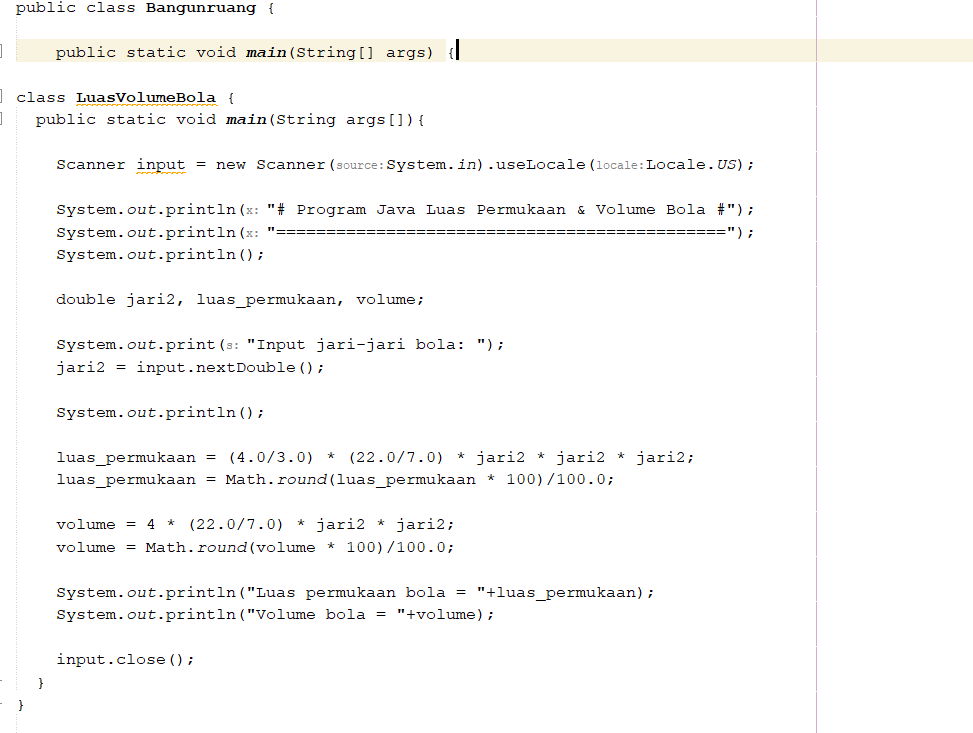 public class Bangunruang {
public static void main(String[] args) {
class LuasVolumeBola {
public static void main(String args[]){
Scanner input = new Scanner(source:System.in).useLocale(locale:Locale.US);
System.out.println(x: "# Program Java Luas Permukaan & Volume Bola #");
System.out.println(x: "=============================================");
System.out.println();
double jari2, luas_permukaan, volume;
System.out.print(s: "Input jari-jari bola: ");
jari2 = input.nextDouble();
System.out.println();
luas_permukaan = (4.0/3.0) * (22.0/7.0) * jari2 * jari2 * jari2;
luas_permukaan = Math.round(luas_permukaan * 100)/100.0;
volume = 4 * (22.0/7.0) * jari2 * jari2;
volume = Math.round(volume * 100)/100.0;
System.out.println("Luas permukaan bola = "+luas_permukaan);
System.out.println("Volume bola = "+volume);
input.close();
}
}